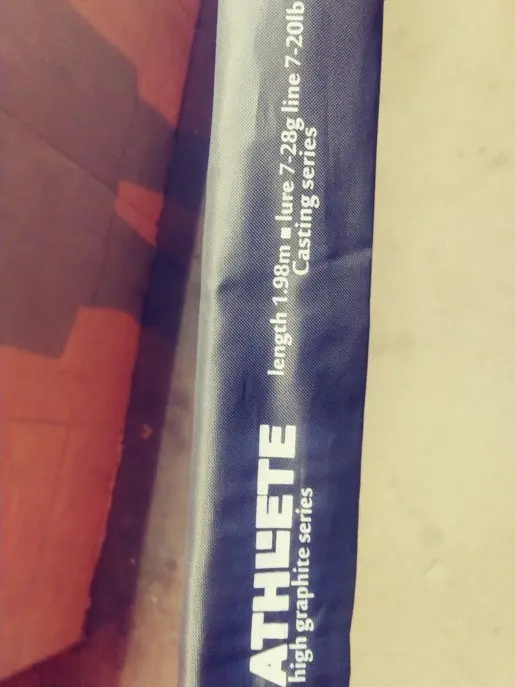 ATHLETE
high graphite series
length 1.98m ■ lure 7-28g line 7-20lb
Casting series